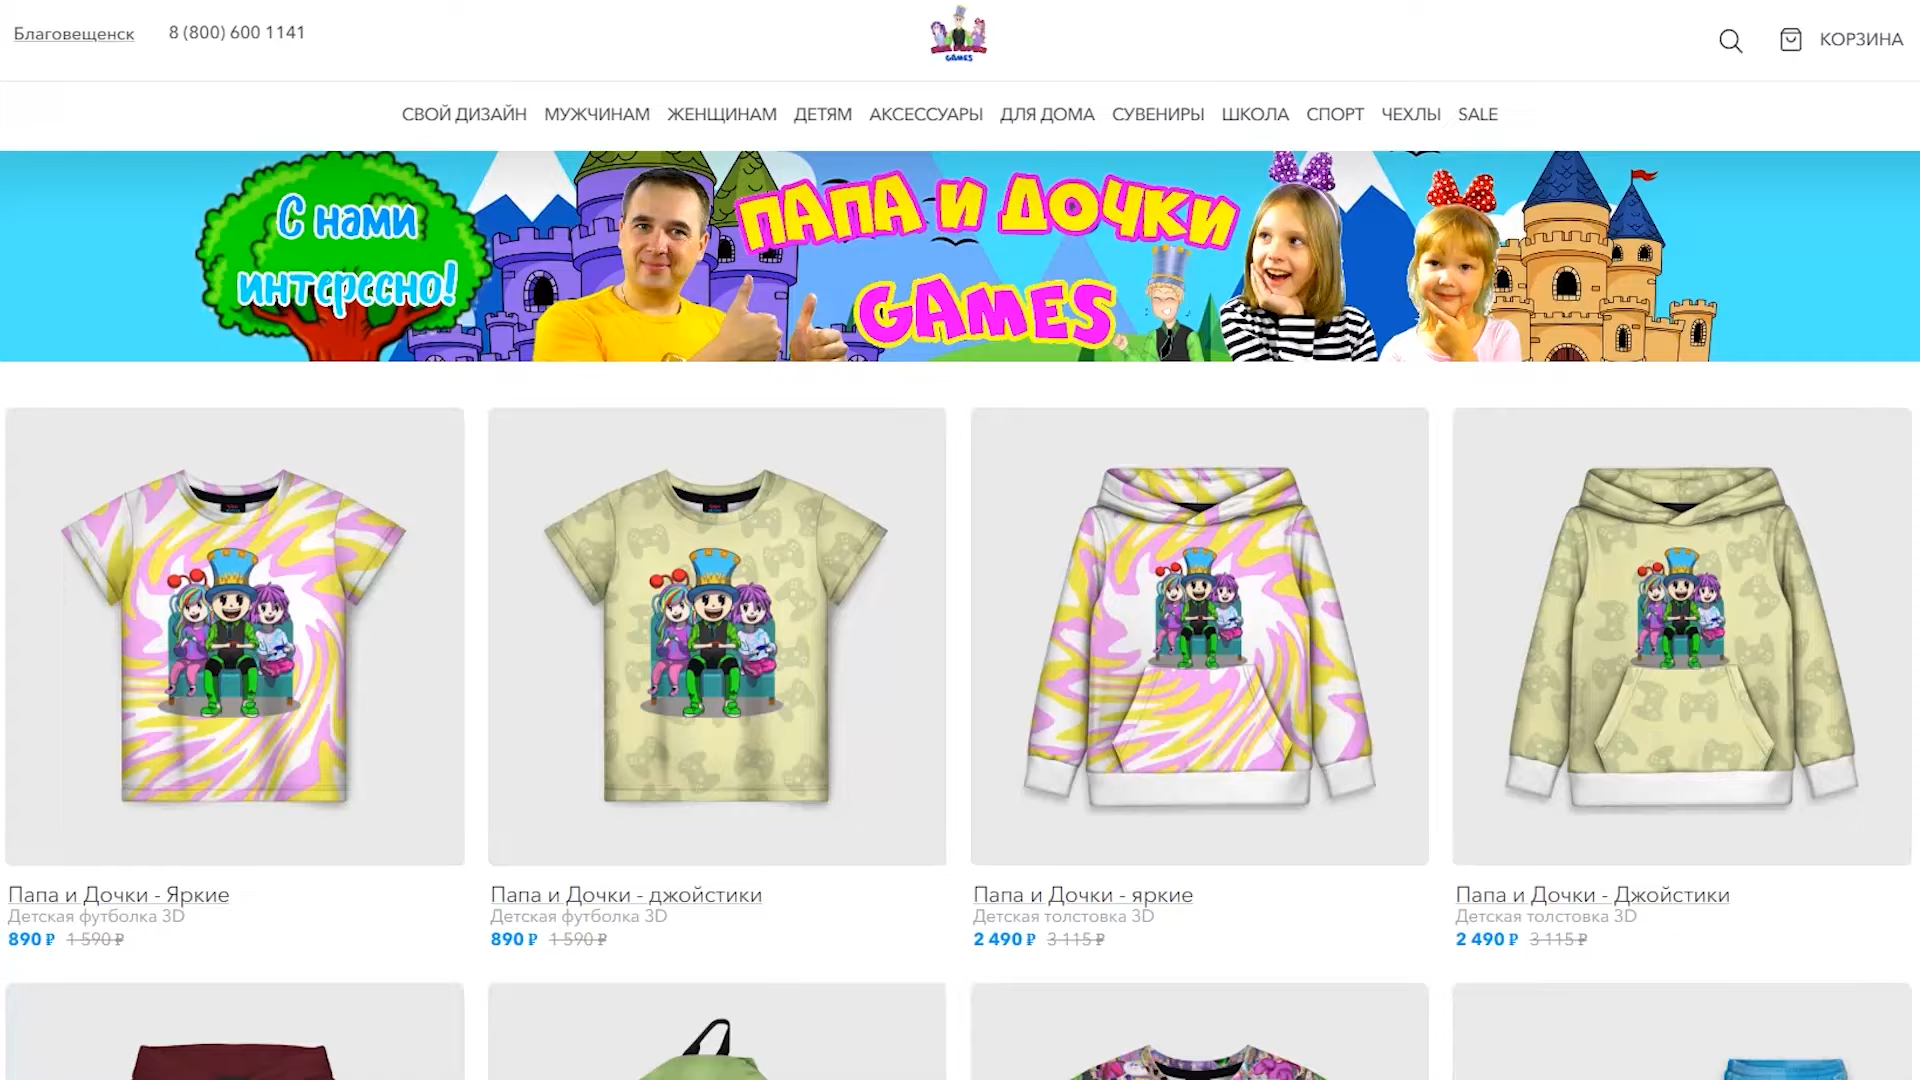 Благовещенск
8 (800) 600 1141
GAMES
КОРЗИНА
СВОЙ ДИЗАЙН МУЖЧИНАМ ЖЕНЩИНАМ ДЕТЯМ АКСЕССУАРЫ ДЛЯ ДОМА СУВЕНИРЫ ШКОЛА СПОРТ ЧЕХЛЫ SALE
С нами
интересно!
ПАПА И ДОЧКИ
GAMES
Папа и Дочки - Яркие
Детская футболка 3D
890 ₽ 1 590 ₽
Папа и Дочки - джойстики
Детская футболка 3D
890 ₽ 1 590 ₽
Папа и Дочки - яркие
Детская толстовка 3D
2 490 ₽ 3 115 ₽
Папа и Дочки - Джойстики
Детская толстовка 3D
2 490 ₽ 3 115 ₽